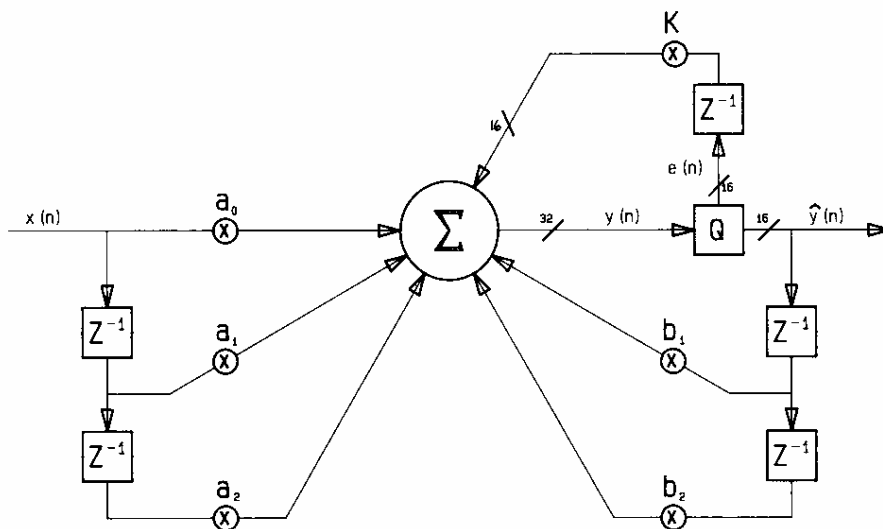 K
Z⁻¹
16
e(n)
16
a₀
x(n)
Σ
32
y(n)
Q
16
ŷ(n)
Z⁻¹
a₁
b₁
Z⁻¹
Z⁻¹
a₂
b₂
Z⁻¹
X
X
X
X
X
X